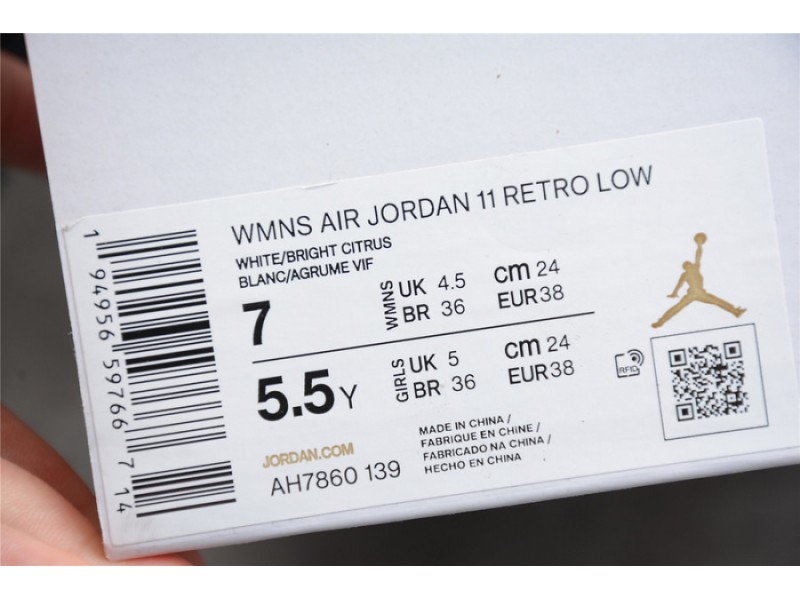 WMNS AIR JORDAN 11 RETRO LOW
WHITE/BRIGHT CITRUS
BLANC/AGRUME VIF
7
WMNS
UK 4.5
BR 36
cm 24
EUR 38
5.5Y
GIRLS
UK 5
BR 36
cm 24
EUR 38
RFID
JORDAN.COM
AH7860 139
MADE IN CHINA /
FABRIQUE EN CHINE /
FABRICADO NA CHINA /
HECHO EN CHINA
1 94956 59766 7 14